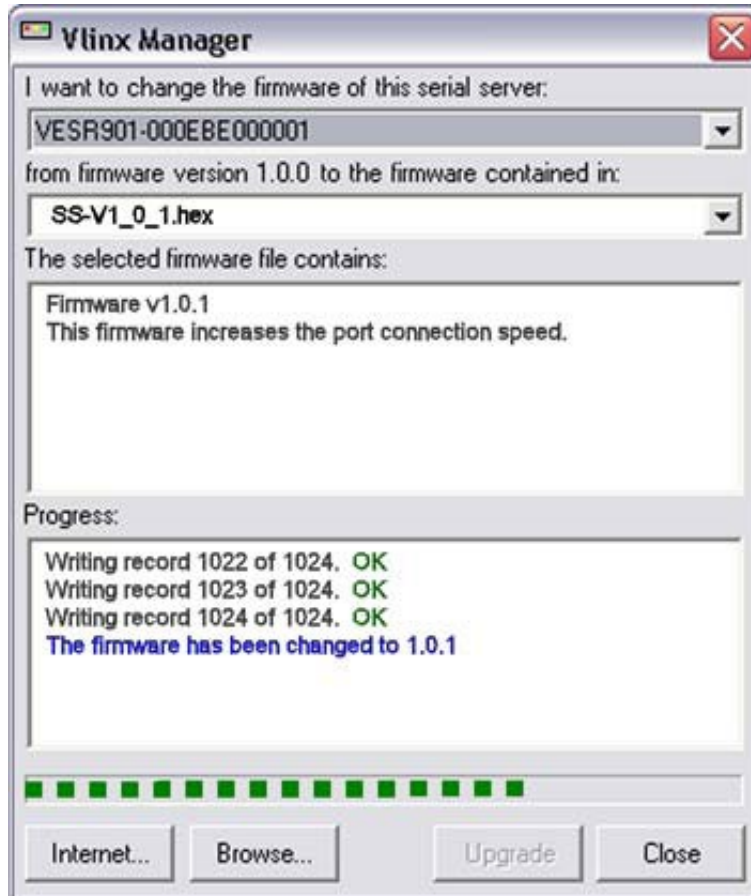 Vlinx Manager
I want to change the firmware of this serial server:
VESR901-000EBE000001
from firmware version 1.0.0 to the firmware contained in:
SS-V1_0_1.hex
The selected firmware file contains:
Firmware v1.0.1
This firmware increases the port connection speed.
Progress:
Writing record 1022 of 1024. OK
Writing record 1023 of 1024. OK
Writing record 1024 of 1024. OK
The firmware has been changed to 1.0.1
Internet... Browse... Upgrade Close